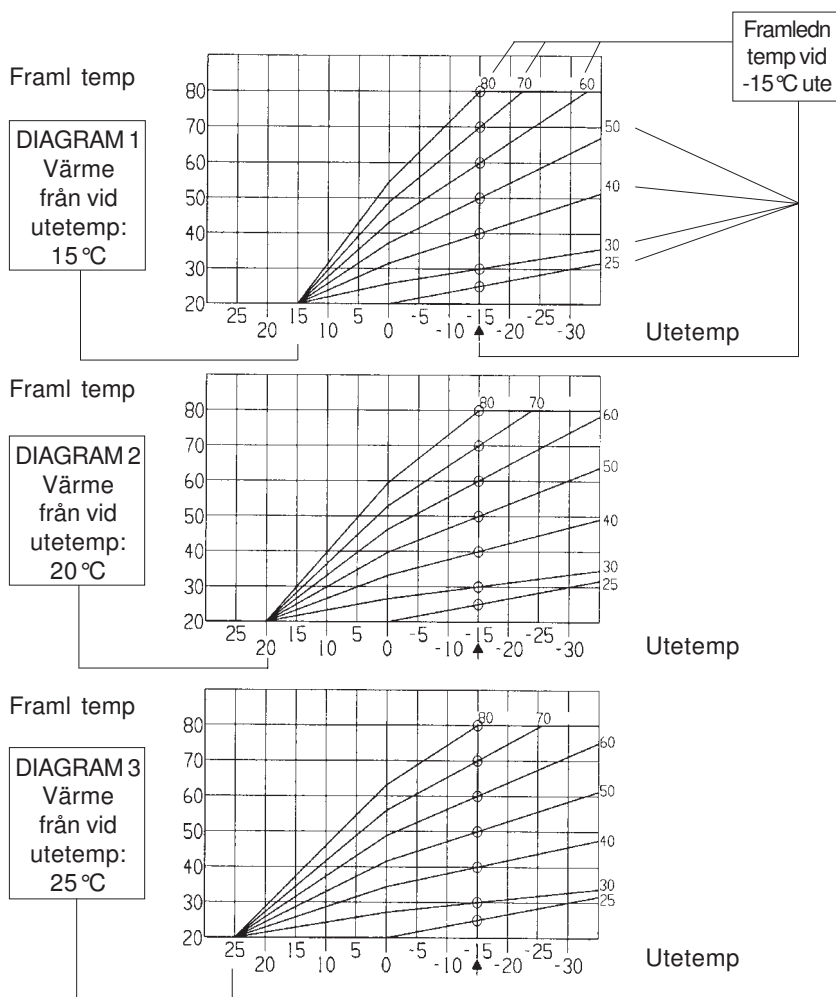 Framledn
temp vid
-15°C ute
Framl temp
DIAGRAM 1
Värme
från vid
utetemp:
15°C
80 70 60
50
40
30
25
80
70
60
50
40
30
20
25 15 5 -5 -15 -25
20 10 0 -10 -20 -30
Utetemp
Framl temp
DIAGRAM 2
Värme
från vid
utetemp:
20°C
80 70
60
50
40
30
25
80
70
60
50
40
30
20
25 15 5 -5 -15 -25
20 10 0 -10 -20 -30
Utetemp
Framl temp
DIAGRAM 3
Värme
från vid
utetemp:
25°C
80 70
60
50
40
30
25
80
70
60
50
40
30
20
25 15 5 -5 -15 -25
20 10 0 -10 -20 -30
Utetemp